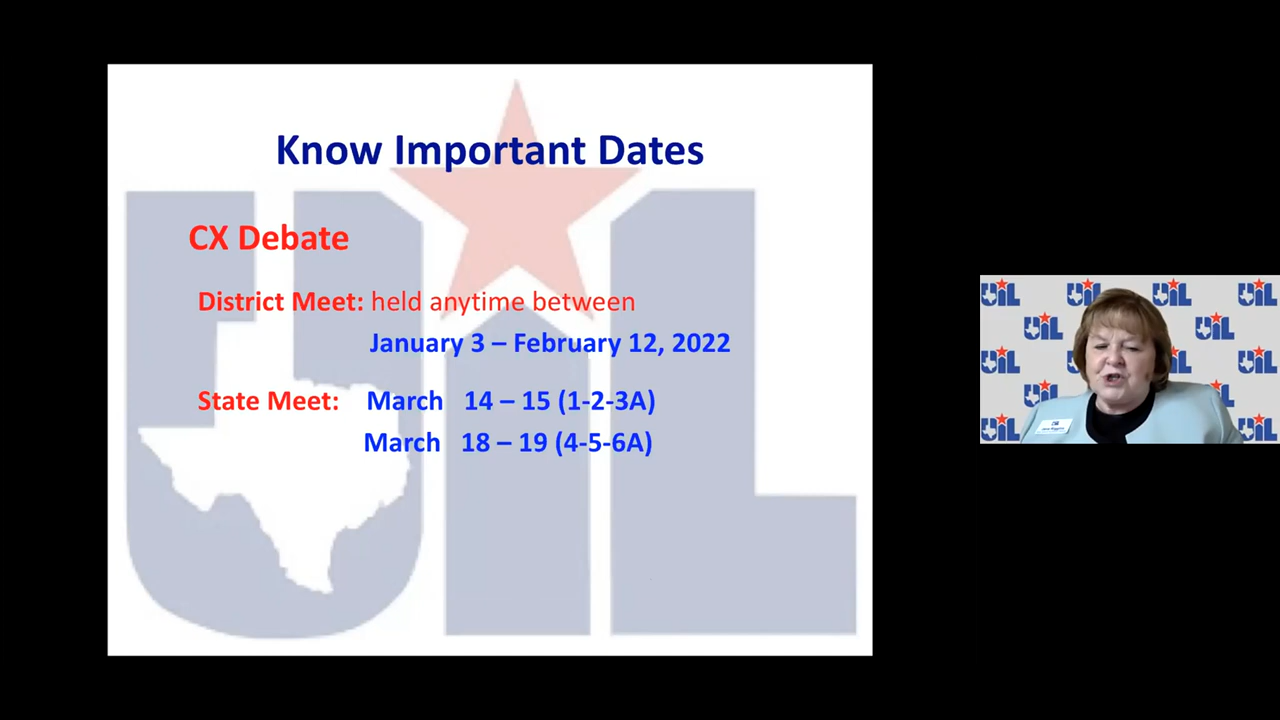 Know Important Dates
CX Debate
District Meet: held anytime between
January 3 – February 12, 2022
State Meet: March 14 – 15 (1-2-3A)
March 18 – 19 (4-5-6A)
UIL